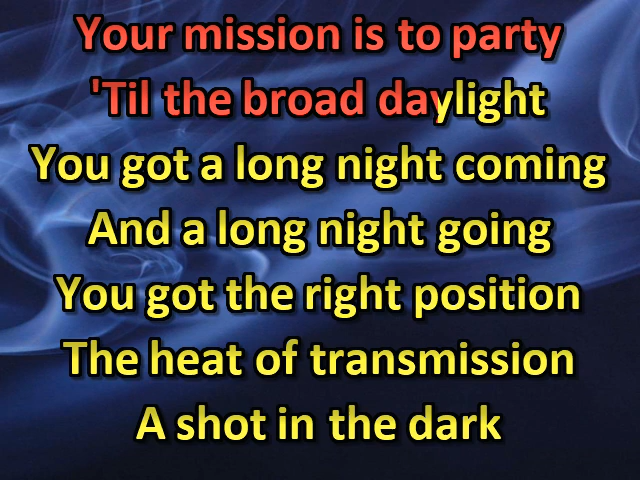 Your mission is to party
'Til the broad daylight
You got a long night coming
And a long night going
You got the right position
The heat of transmission
A shot in the dark